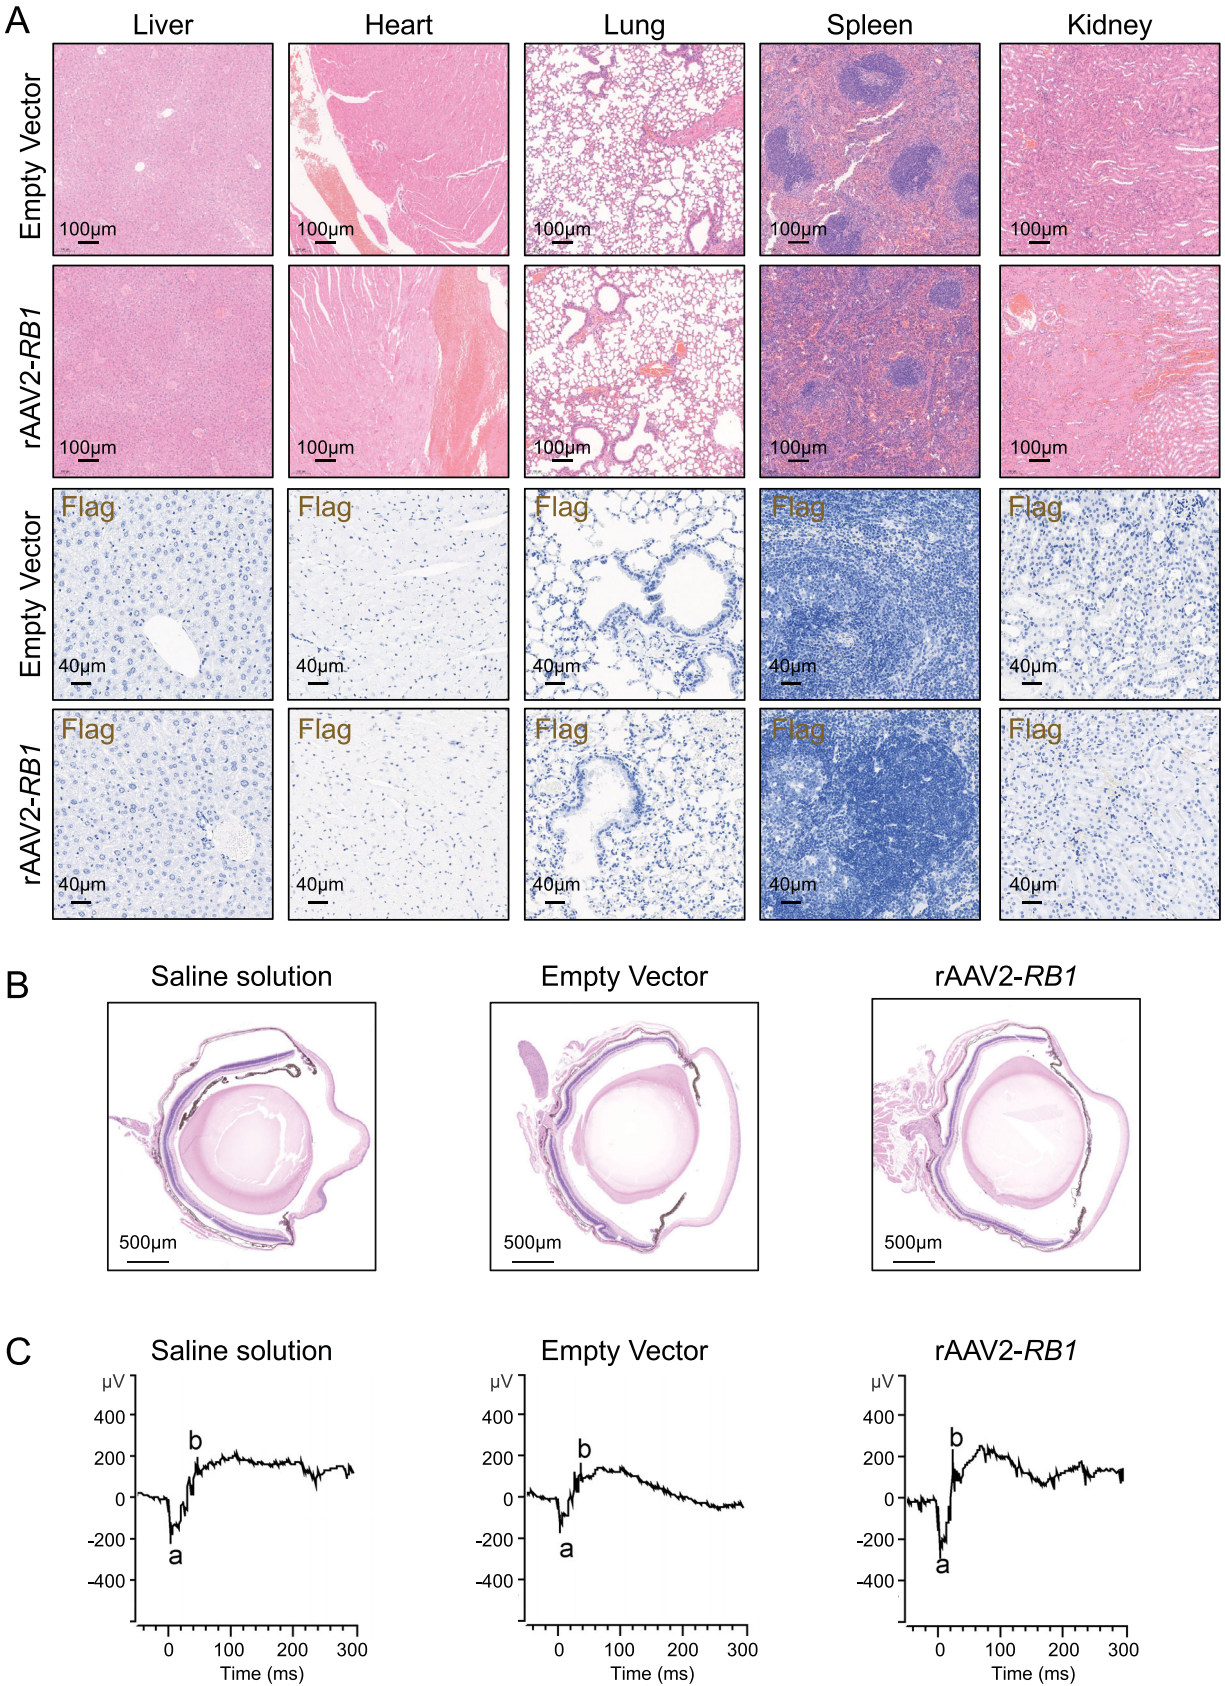 A
Liver Heart Lung Spleen Kidney
Empty Vector
100µm 100µm 100µm 100µm 100µm
rAAV2-RB1
100µm 100µm 100µm 100µm 100µm
Empty Vector
Flag Flag Flag Flag Flag
40µm 40µm 40µm 40µm 40µm
rAAV2-RB1
Flag Flag Flag Flag Flag
40µm 40µm 40µm 40µm 40µm
B
Saline solution Empty Vector rAAV2-RB1
500µm 500µm 500µm
C
Saline solution
µV
400
200
0
-200
-400
b
a
0 100 200 300
Time (ms)
Empty Vector
µV
400
200
0
-200
-400
b
a
0 100 200 300
Time (ms)
rAAV2-RB1
µV
400
200
0
-200
-400
b
a
0 100 200 300
Time (ms)